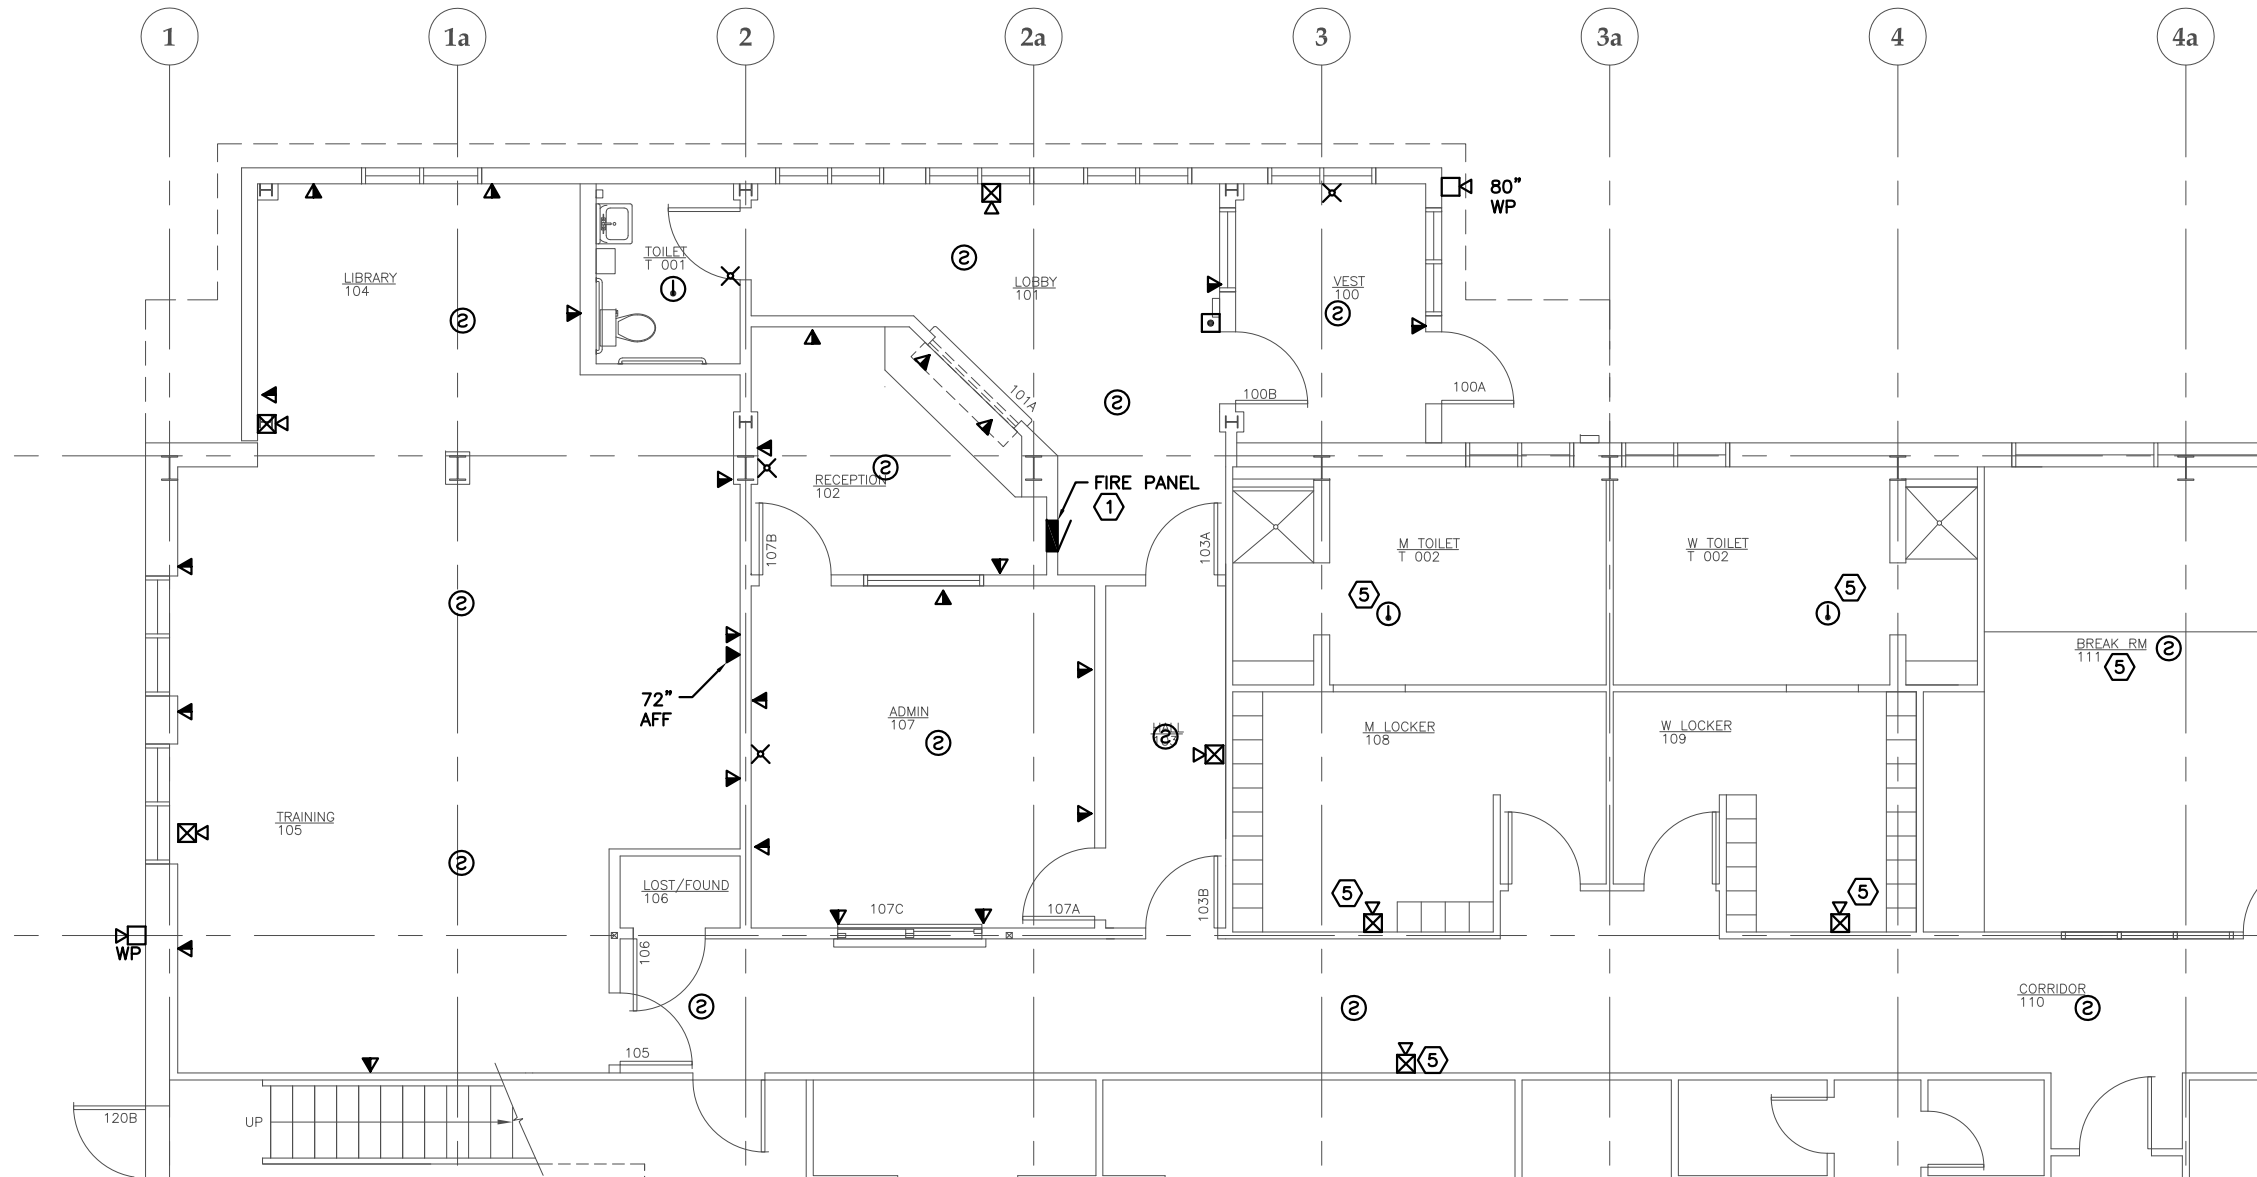 1 1a 2 2a 3 3a 4 4a
80"
WP
TOILET
T 001
LIBRARY
104
LOBBY
101
VEST
100
101A
100B
100A
RECEPTION
102
FIRE PANEL
1
107B
103A
M TOILET
T 002
W TOILET
T 002
5
5
BREAK RM
111
5
72"
AFF
ADMIN
107
HALL
103
M LOCKER
108
W LOCKER
109
TRAINING
105
LOST/FOUND
106
5
5
107C
107A
103B
WP
106
CORRIDOR
110
105
5
120B
UP
S
S
S
S
S
S
S
S
S
S
S
S
S